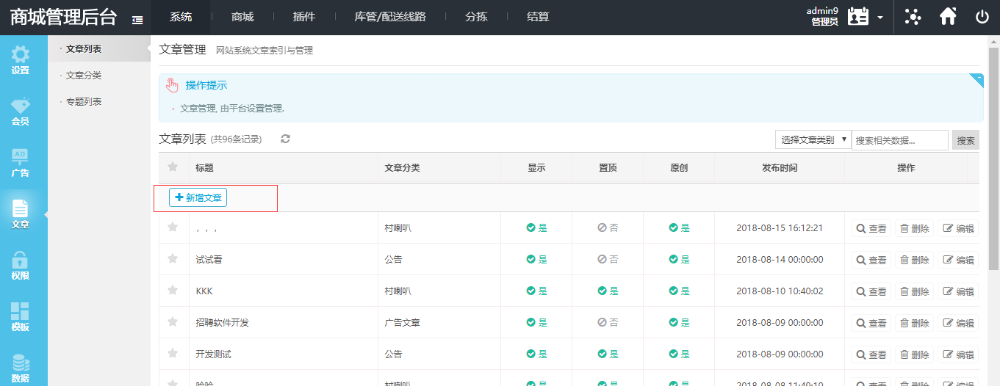 商城管理后台 系统 商城 插件 库管/配送线路 分拣 结算 admin9
管理员
设置
会员
AD
广告
文章
权限
模板
数据
· 文章列表
· 文章分类
· 专题列表
文章管理 网站系统文章索引与管理
操作提示
文章管理, 由平台设置管理.
文章列表 (共96条记录) 选择文章类别 搜索相关数据... 搜索
标题 文章分类 显示 置顶 原创 发布时间 操作
新增文章
，，， 村喇叭 是 否 是 2018-08-15 16:12:21 查看 删除 编辑
试试看 公告 是 否 是 2018-08-14 00:00:00 查看 删除 编辑
KKK 村喇叭 是 是 是 2018-08-10 10:40:02 查看 删除 编辑
招聘软件开发 广告文章 是 否 是 2018-08-09 00:00:00 查看 删除 编辑
开发测试 公告 是 是 是 2018-08-09 00:00:00 查看 删除 编辑
哈哈 村喇叭 是 是 是 2018-08-08 11:49:10 查看 删除 编辑